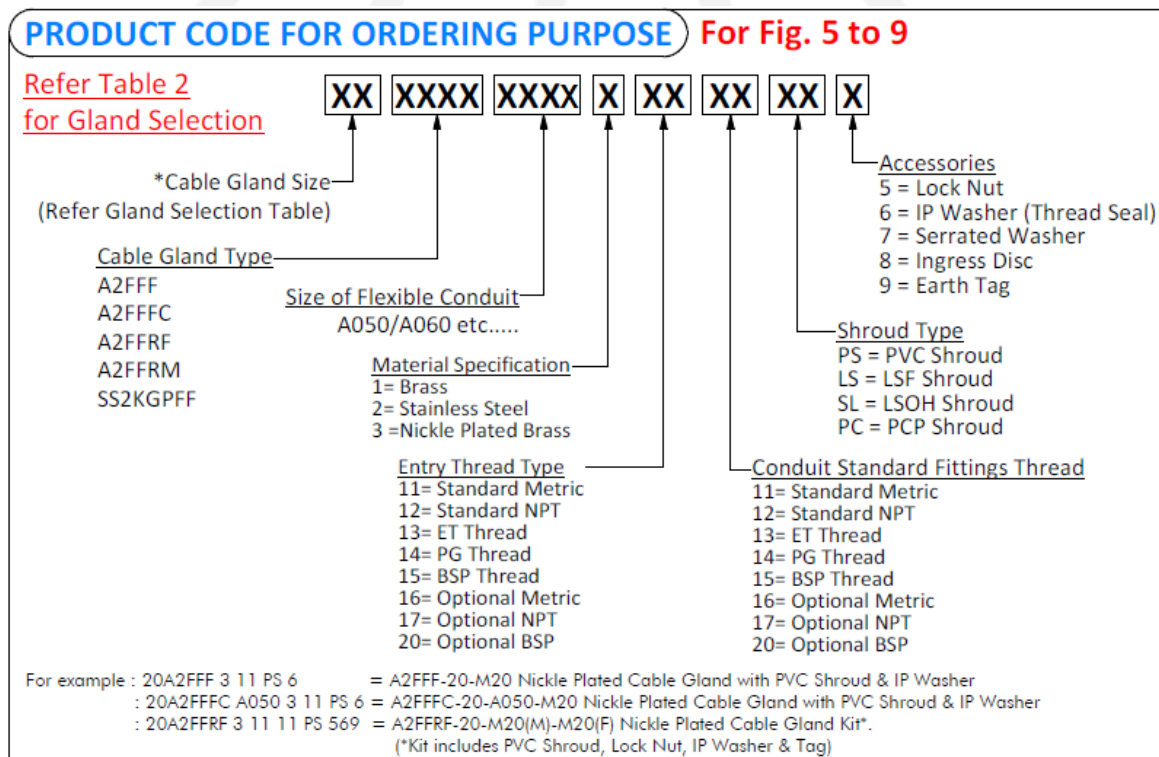 PRODUCT CODE FOR ORDERING PURPOSE For Fig. 5 to 9
Refer Table 2
for Gland Selection
XX XXXX XXXX X XX XX XX X
*Cable Gland Size
(Refer Gland Selection Table)
Cable Gland Type
A2FFF
A2FFFC
A2FFRF
A2FFRM
SS2KGPFF
Size of Flexible Conduit
A050/A060 etc.....
Material Specification
1= Brass
2= Stainless Steel
3 =Nickle Plated Brass
Entry Thread Type
11= Standard Metric
12= Standard NPT
13= ET Thread
14= PG Thread
15= BSP Thread
16= Optional Metric
17= Optional NPT
20= Optional BSP
Conduit Standard Fittings Thread
11= Standard Metric
12= Standard NPT
13= ET Thread
14= PG Thread
15= BSP Thread
16= Optional Metric
17= Optional NPT
20= Optional BSP
Shroud Type
PS = PVC Shroud
LS = LSF Shroud
SL = LSOH Shroud
PC = PCP Shroud
Accessories
5 = Lock Nut
6 = IP Washer (Thread Seal)
7 = Serrated Washer
8 = Ingress Disc
9 = Earth Tag
For example : 20A2FFF 3 11 PS 6 = A2FFF-20-M20 Nickle Plated Cable Gland with PVC Shroud & IP Washer
: 20A2FFFC A050 3 11 PS 6 = A2FFFC-20-A050-M20 Nickle Plated Cable Gland with PVC Shroud & IP Washer
: 20A2FFRF 3 11 11 PS 569 = A2FFRF-20-M20(M)-M20(F) Nickle Plated Cable Gland Kit*.
(*Kit includes PVC Shroud, Lock Nut, IP Washer & Tag)